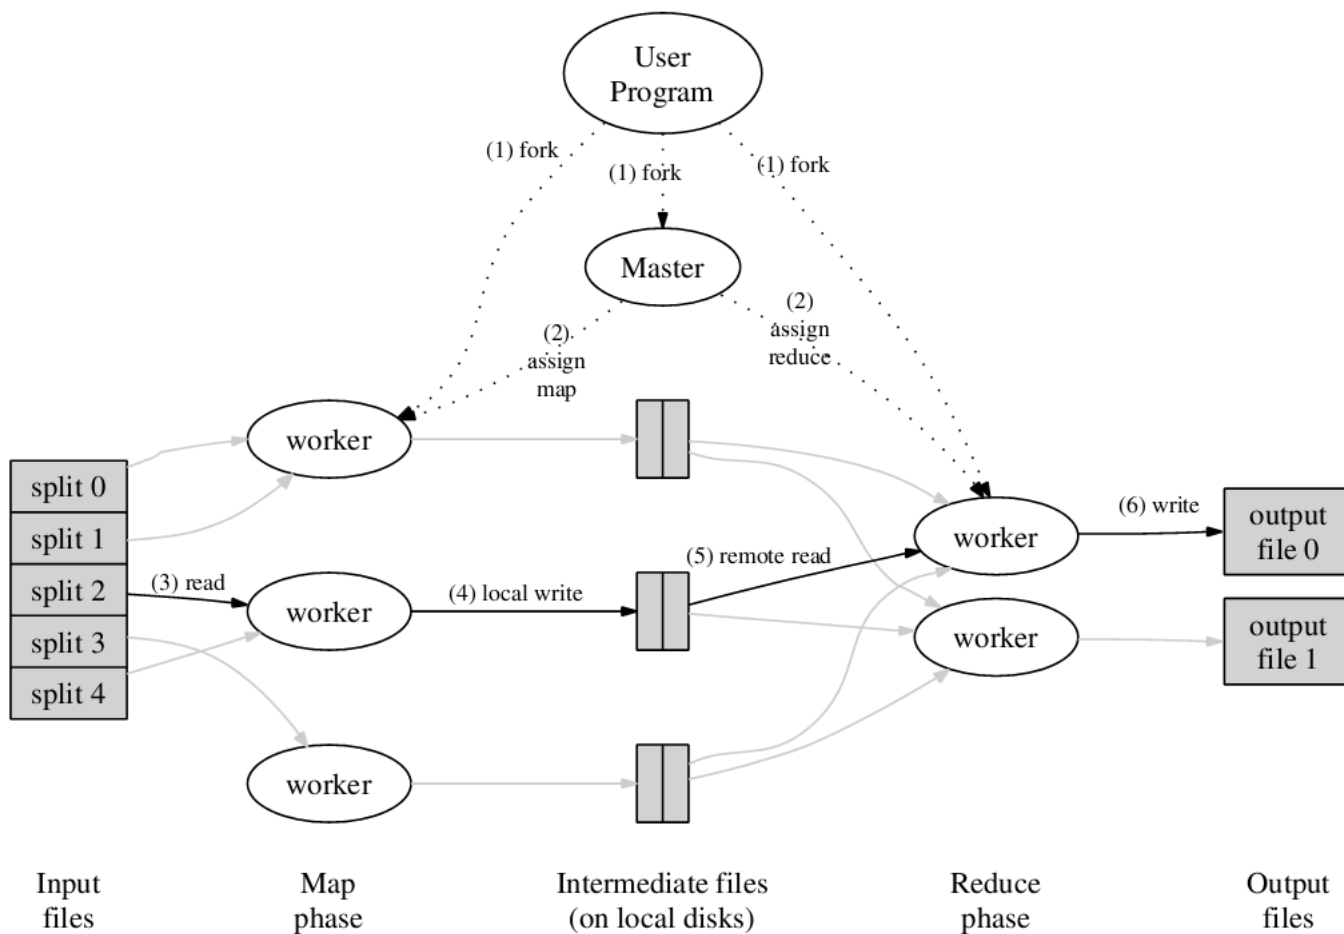 User
Program
(1) fork
(1) fork
(1) fork
Master
(2)
assign
map
(2)
assign
reduce
worker
split 0
split 1
split 2
split 3
split 4
(3) read
worker
(4) local write
(5) remote read
worker
(6) write
output
file 0
worker
output
file 1
worker
Input
files
Map
phase
Intermediate files
(on local disks)
Reduce
phase
Output
files